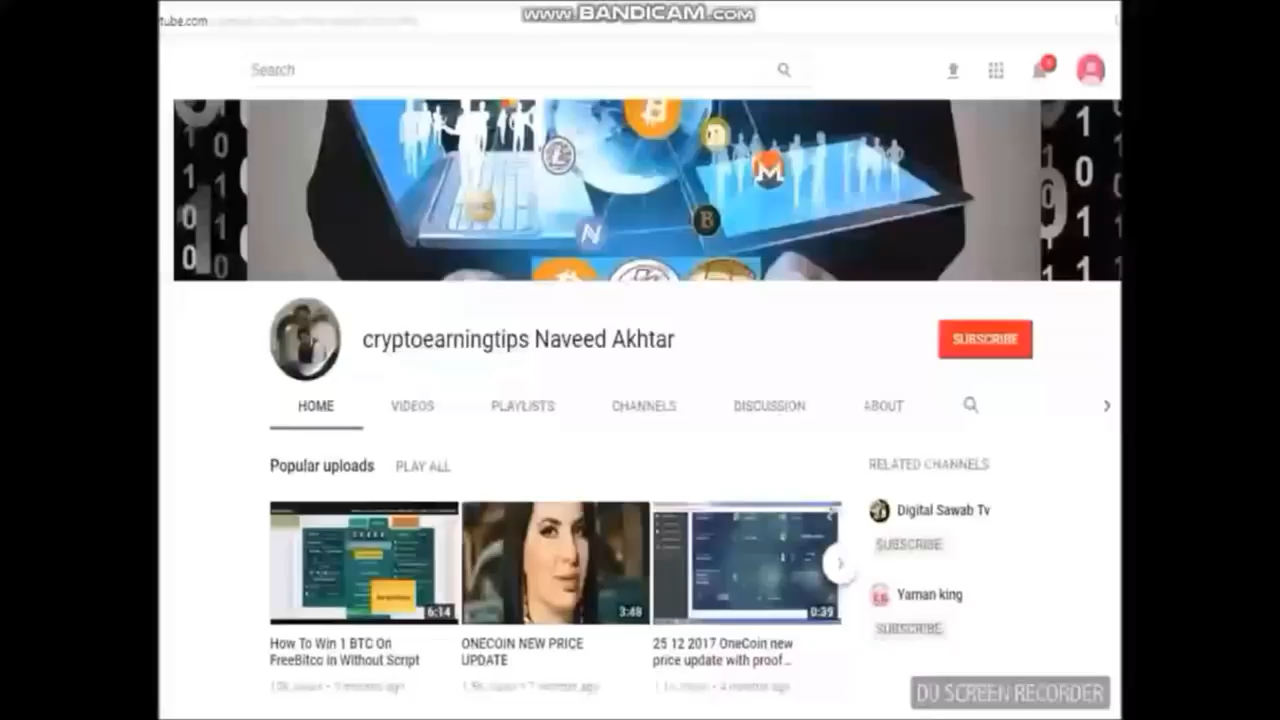 www.BANDICAM.com
tube.com
Search
cryptoearningtips Naveed Akhtar
SUBSCRIBE
HOME VIDEOS PLAYLISTS CHANNELS DISCUSSION ABOUT
Popular uploads PLAY ALL
6:14
How To Win 1 BTC On
FreeBitco in Without Script
3:48
ONECOIN NEW PRICE
UPDATE
0:39
25 12 2017 OneCoin new
price update with proof...
RELATED CHANNELS
Digital Sawab Tv
SUBSCRIBE
Yaman king
SUBSCRIBE
DU SCREEN RECORDER